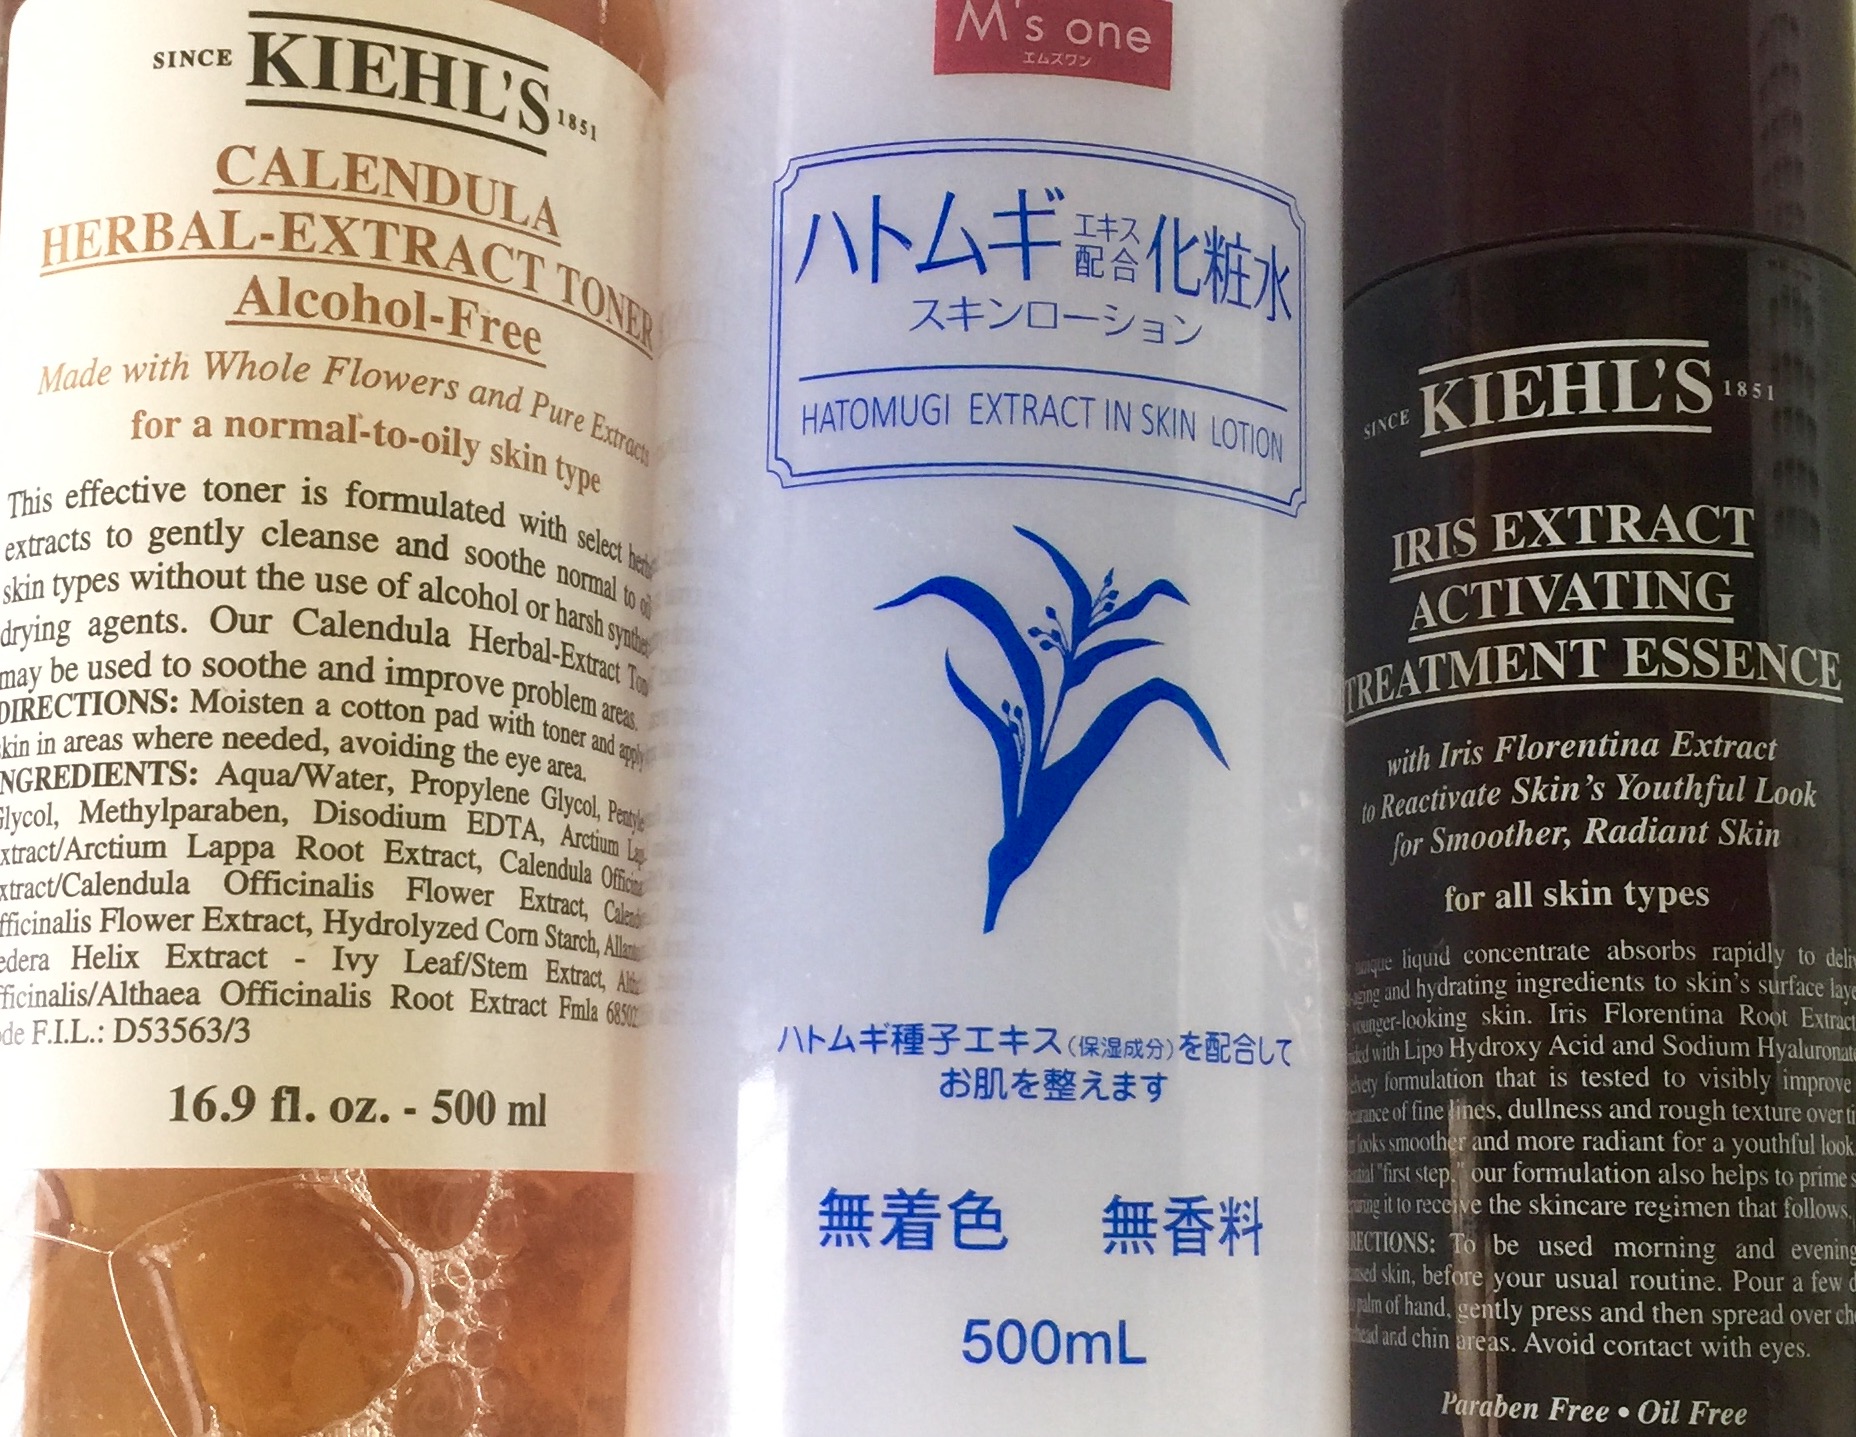 SINCE KIEHL'S 1851
CALENDULA
HERBAL-EXTRACT TONER
Alcohol-Free
Made with Whole Flowers and Pure Extracts
for a normal-to-oily skin type
This effective toner is formulated with select
extracts to gently cleanse and soothe normal to
skin types without the use of alcohol or harsh
drying agents. Our Calendula Herbal-Extract
may be used to soothe and improve problem areas.
DIRECTIONS: Moisten a cotton pad with toner and apply
in areas where needed, avoiding the eye area.
Aqua/Water, Propylene Glycol,
Methylparaben, Disodium EDTA, Arctium
Lappa Root Extract, Calendula
Officinalis Flower Extract,
Flower Extract, Hydrolyzed Corn Starch,
Helix Extract - Ivy Leaf/Stem Extract,
Officinalis Root Extract Fmla
F.I.L.: D53563/3
16.9 fl. oz. - 500 ml
M's one
エムズワン
ハトムギエキス配合化粧水
スキンローション
HATOMUGI EXTRACT IN SKIN LOTION
ハトムギ種子エキス(保湿成分)を配合して
お肌を整えます
無着色 無香料
500mL
SINCE KIEHL'S 1851
IRIS EXTRACT
ACTIVATING
TREATMENT ESSENCE
with Iris Florentina Extract
to Reactivate Skin's Youthful Look
for Smoother, Radiant Skin
for all skin types
liquid concentrate absorbs rapidly to
and hydrating ingredients to skin's surface
younger-looking skin. Iris Florentina Root Extract
with Lipo Hydroxy Acid and Sodium Hyaluronate
formulation that is tested to visibly improve
of fine lines, dullness and rough texture over
looks smoother and more radiant for a youthful look.
"first step," our formulation also helps to prime
it to receive the skincare regimen that follows.
To be used morning and evening
skin, before your usual routine. Pour a few
palm of hand, gently press and then spread over
and chin areas. Avoid contact with eyes.
Paraben Free • Oil Free